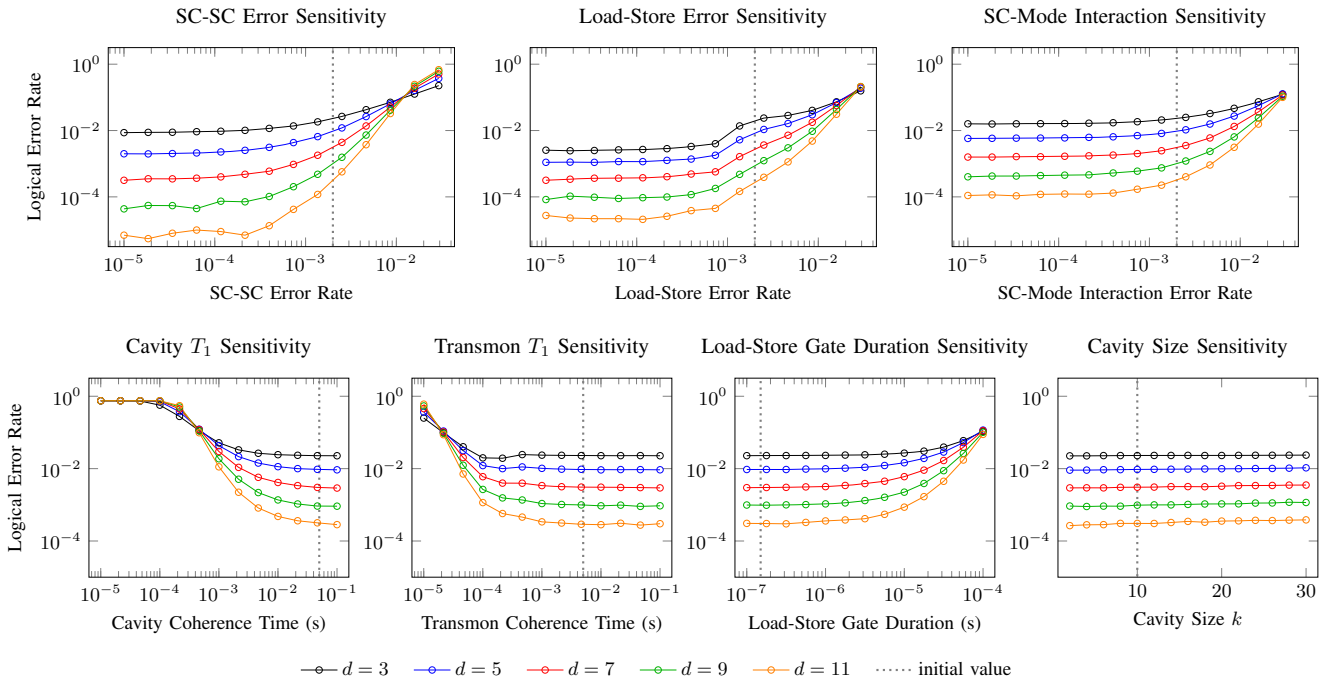 SC-SC Error Sensitivity
Load-Store Error Sensitivity
SC-Mode Interaction Sensitivity
Logical Error Rate
10^0
10^−2
10^−4
10^−5 10^−4 10^−3 10^−2
SC-SC Error Rate
10^0
10^−2
10^−4
10^−5 10^−4 10^−3 10^−2
Load-Store Error Rate
10^0
10^−2
10^−4
10^−5 10^−4 10^−3 10^−2
SC-Mode Interaction Error Rate
Cavity T_1 Sensitivity
Transmon T_1 Sensitivity
Load-Store Gate Duration Sensitivity
Cavity Size Sensitivity
Logical Error Rate
10^0
10^−2
10^−4
10^−5 10^−4 10^−3 10^−2 10^−1
Cavity Coherence Time (s)
10^0
10^−2
10^−4
10^−5 10^−4 10^−3 10^−2 10^−1
Transmon Coherence Time (s)
10^0
10^−2
10^−4
10^−7 10^−6 10^−5 10^−4
Load-Store Gate Duration (s)
10^0
10^−2
10^−4
10 20 30
Cavity Size k
d = 3 d = 5 d = 7 d = 9 d = 11 initial value